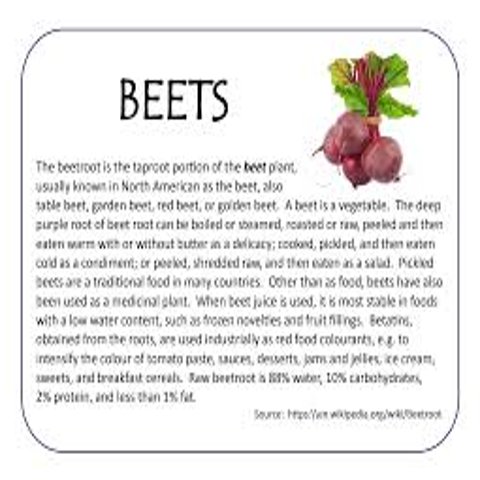 BEETS
The beetroot is the taproot portion of the beet plant,
usually known in North American as the beet, also
table beet, garden beet, red beet, or golden beet.  A beet is a vegetable.  The deep
purple root of beet root can be boiled or steamed, roasted or raw, peeled and then
eaten warm with or without butter as a delicacy; cooked, pickled, and then eaten
cold as a condiment; or peeled, shredded raw, and then eaten as a salad.  Pickled
beets are a traditional food in many countries.  Other than as food, beets have also
been used as a medicinal plant.  When beet juice is used, it is most stable in foods
with a low water content, such as frozen novelties and fruit fillings.  Betatins,
obtained from the roots, are used industrially as red food colourants, e.g. to
intensify the colour of tomato paste, sauces, desserts, jams and jellies, ice cream,
sweets, and breakfast cereals.  Raw beetroot is 88% water, 10% carbohydrates,
2% protein, and less than 1% fat.
Source: https://en.wikipedia.org/wiki/Beetroot